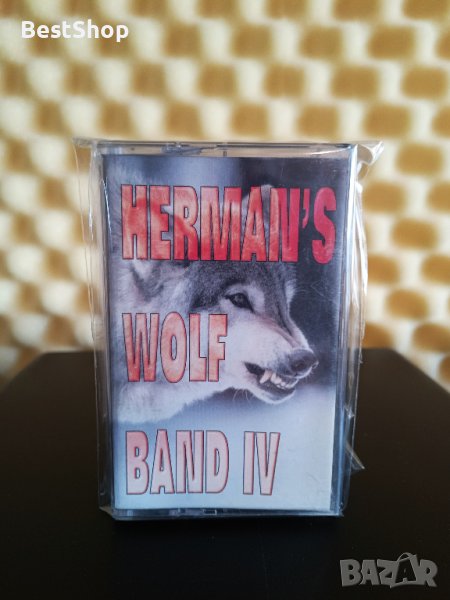 BestShop
HERMAN'S
WOLF
BAND IV
BAZAR